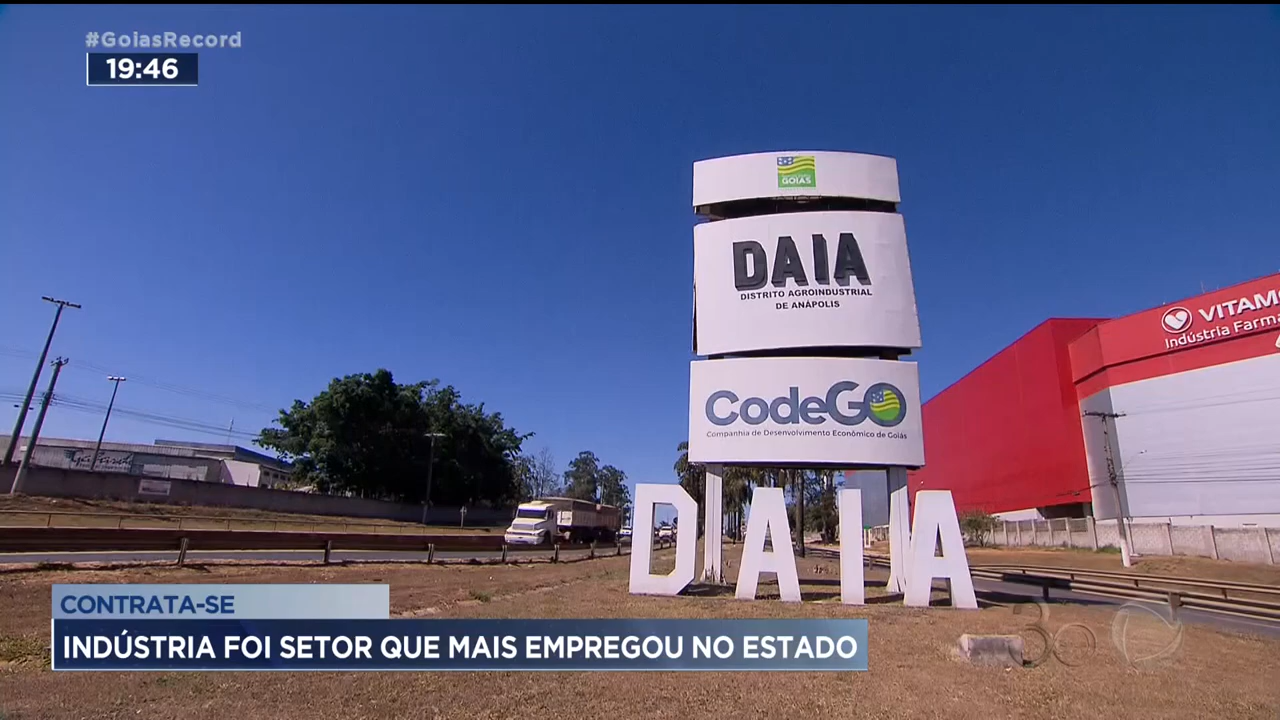 #GoiasRecord
19:46
GOIÁS
DAIA
DISTRITO AGROINDUSTRIAL
DE ANÁPOLIS
CodeGO
Companhia de Desenvolvimento Econômico de Goiás
VITAM
Indústria Farma
DAIA
CONTRATA-SE
INDÚSTRIA FOI SETOR QUE MAIS EMPREGOU NO ESTADO
30